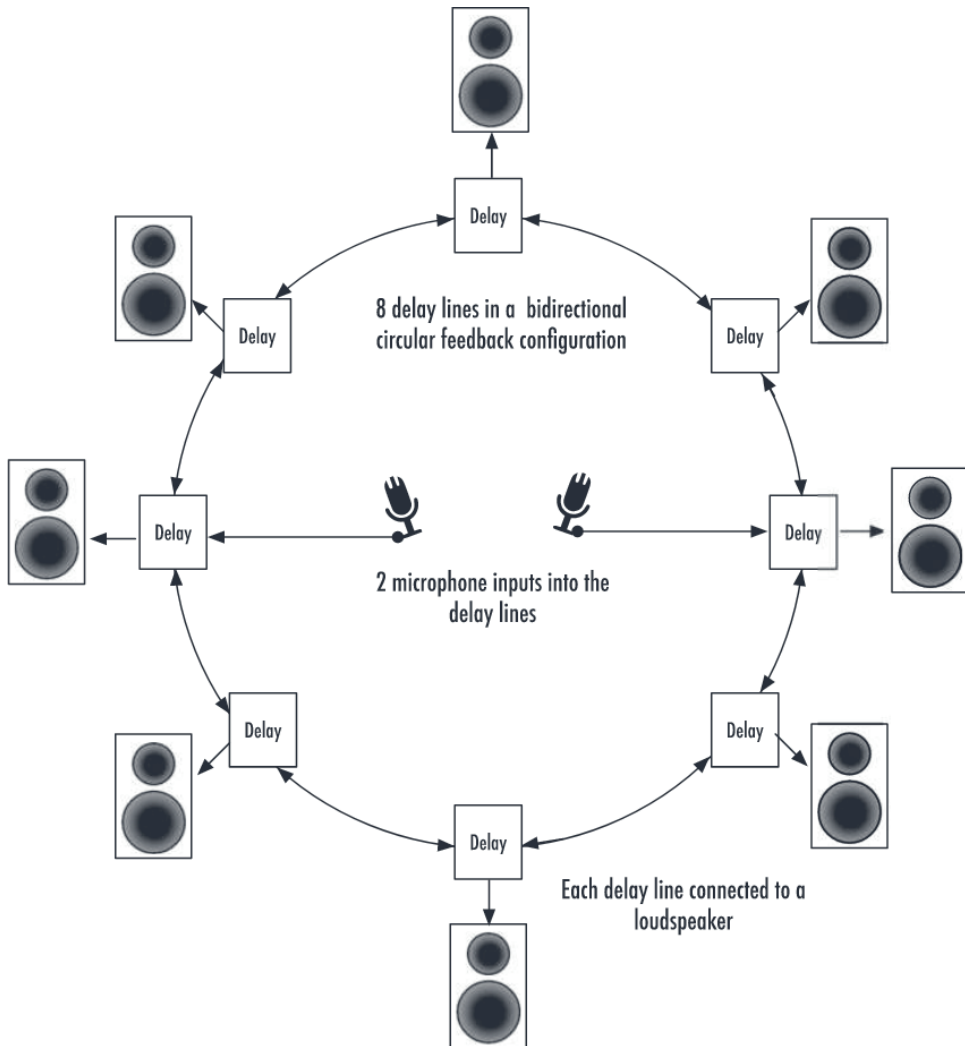 Delay
8 delay lines in a bidirectional
circular feedback configuration
Delay
Delay
Delay
Delay
2 microphone inputs into the
delay lines
Delay
Delay
Delay
Each delay line connected to a
loudspeaker